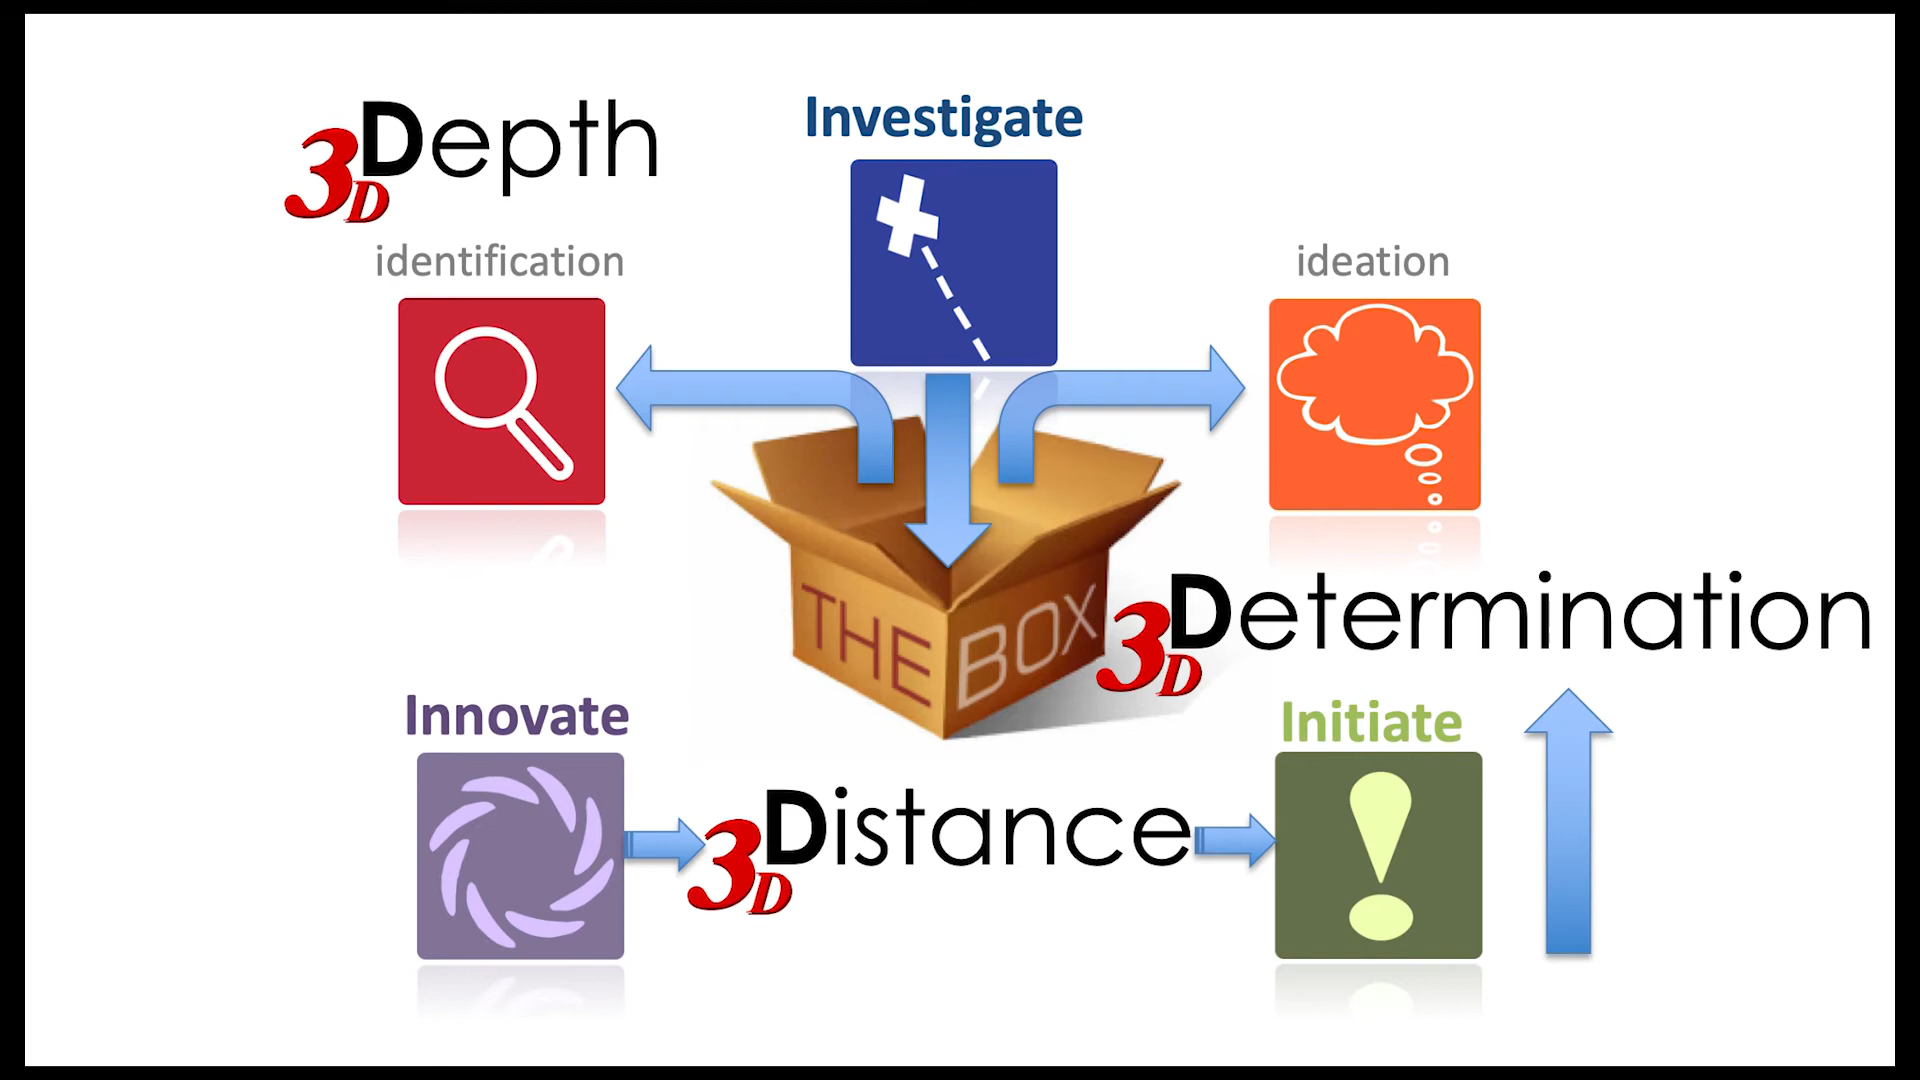 3D Depth
Investigate
identification
ideation
THE BOX
3D Determination
Innovate
Initiate
3D Distance